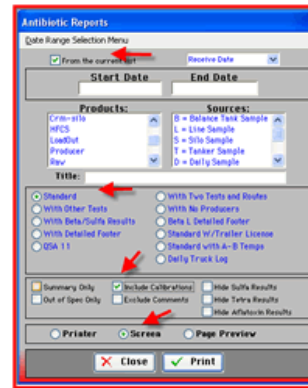 Antibiotic Reports
Date Range Selection Menu
From the current list
Receive Date
Start Date End Date
Products: Sources:
Crm-silo
HFCS
LoadOut
Producer
Raw
B = Balance Tank Sample
L = Line Sample
S = Silo Sample
T = Tanker Sample
D = Daily Sample
Title:
Standard
With Other Tests
With Beta/Sulfa Results
With Detailed Footer
QSA 11
With Two Tests and Routes
With No Producers
Beta L Detailed Footer
Standard W/Trailer License
Standard with A-B Temps
Daily Truck Log
Summary Only Include Calibrations Hide Sulfa Results
Out of Spec Only Exclude Comments Hide Tetra Results
Hide Aflatoxin Results
Printer Screen Page Preview
Close Print